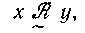 x ℛ̰ y,